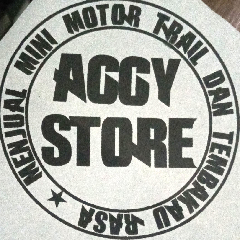 MENJUAL MINI MOTOR TRAIL DAN TEMBAKAU RASA
AGGY
STORE